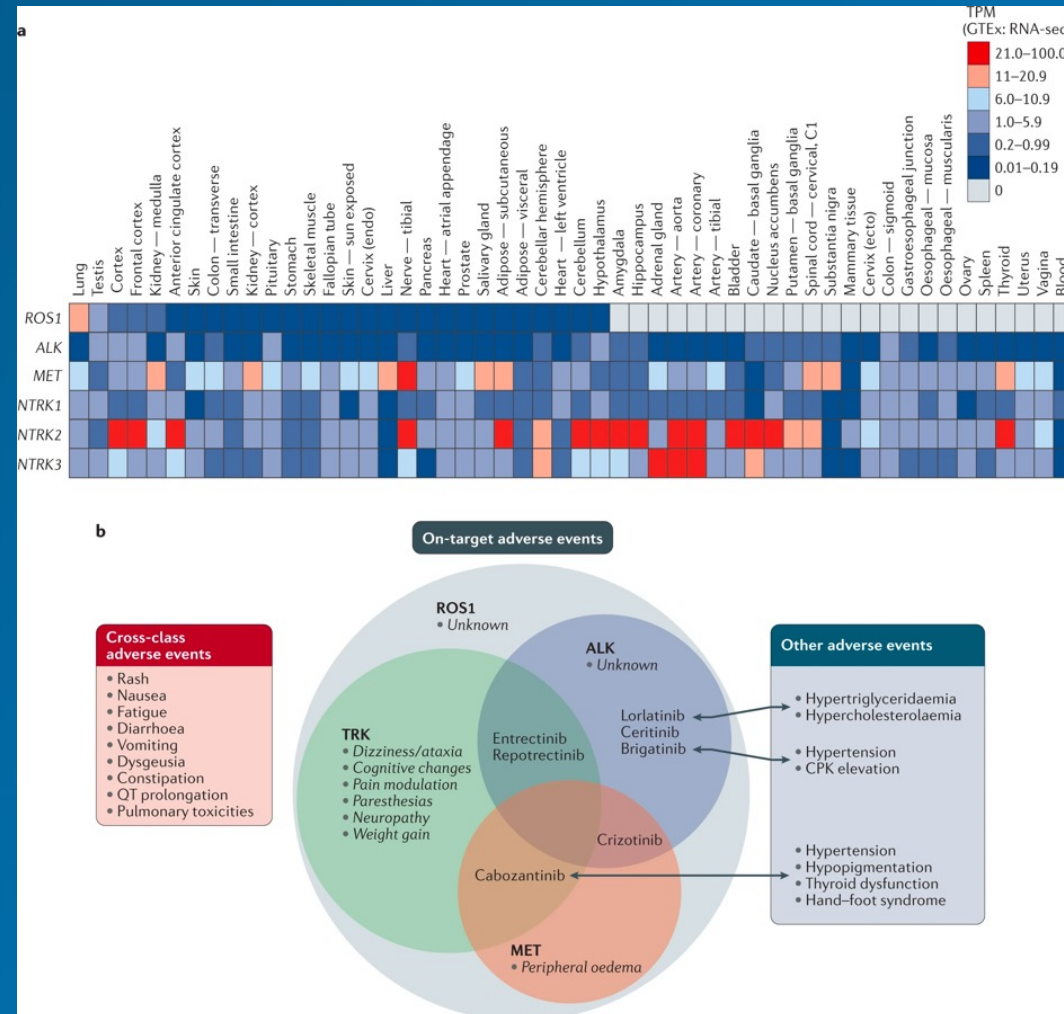 a
TPM
(GTEx: RNA-seq
21.0–100.0
11–20.9
6.0–10.9
1.0–5.9
0.2–0.99
0.01–0.19
0
Lung
Testis
Cortex
Frontal cortex
Kidney — medulla
Anterior cingulate cortex
Skin
Colon — transverse
Small intestine
Kidney — cortex
Pituitary
Stomach
Skeletal muscle
Fallopian tube
Skin — sun exposed
Cervix (endo)
Liver
Nerve — tibial
Pancreas
Heart — atrial appendage
Prostate
Salivary gland
Adipose — subcutaneous
Adipose — visceral
Cerebellar hemisphere
Heart — left ventricle
Cerebellum
Hypothalamus
Amygdala
Hippocampus
Adrenal gland
Artery — aorta
Artery — coronary
Artery — tibial
Bladder
Caudate — basal ganglia
Nucleus accumbens
Putamen — basal ganglia
Spinal cord — cervical, C1
Substantia nigra
Mammary tissue
Cervix (ecto)
Colon — sigmoid
Gastroesophageal junction
Oesophageal — mucosa
Oesophageal — muscularis
Ovary
Spleen
Thyroid
Uterus
Vagina
Blood
ROS1
ALK
MET
NTRK1
NTRK2
NTRK3
b
On-target adverse events
Cross-class
adverse events
• Rash
• Nausea
• Fatigue
• Diarrhoea
• Vomiting
• Dysgeusia
• Constipation
• QT prolongation
• Pulmonary toxicities
ROS1
• Unknown
ALK
• Unknown
Lorlatinib
Ceritinib
Brigatinib
TRK
• Dizziness/ataxia
• Cognitive changes
• Pain modulation
• Paresthesias
• Neuropathy
• Weight gain
Entrectinib
Repotrectinib
Crizotinib
Cabozantinib
MET
• Peripheral oedema
Other adverse events
• Hypertriglyceridaemia
• Hypercholesterolaemia
• Hypertension
• CPK elevation
• Hypertension
• Hypopigmentation
• Thyroid dysfunction
• Hand–foot syndrome